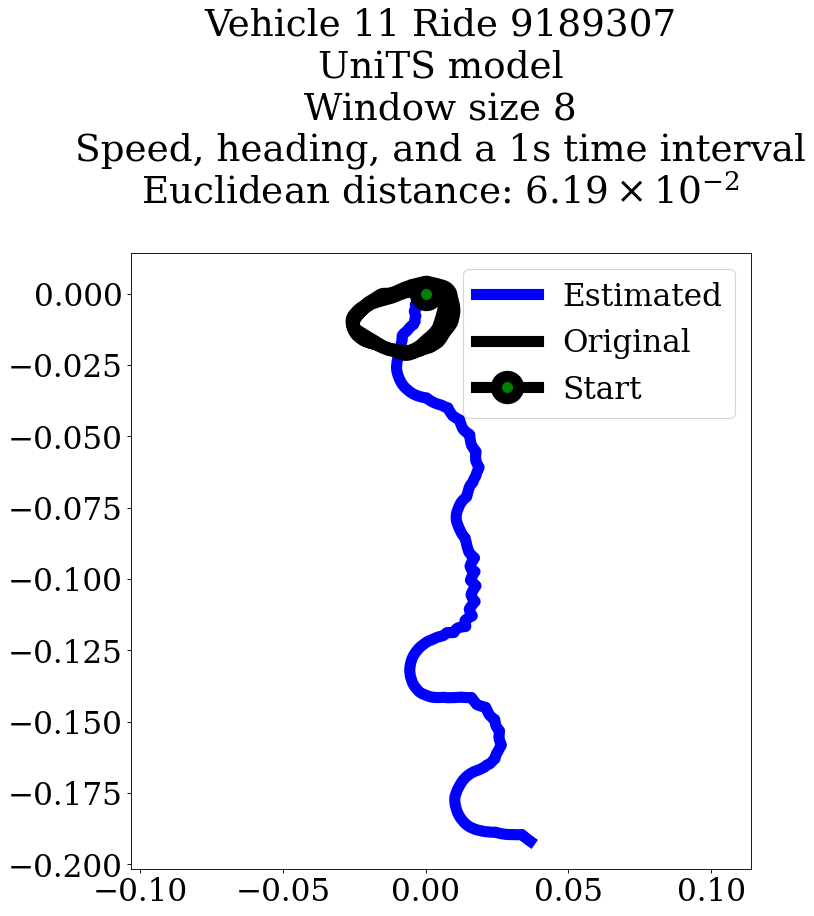 Vehicle 11 Ride 9189307
UniTS model
Window size 8
Speed, heading, and a 1s time interval
Euclidean distance: 6.19 × 10⁻²
Estimated
Original
Start
0.000
−0.025
−0.050
−0.075
−0.100
−0.125
−0.150
−0.175
−0.200
−0.10
−0.05
0.00
0.05
0.10